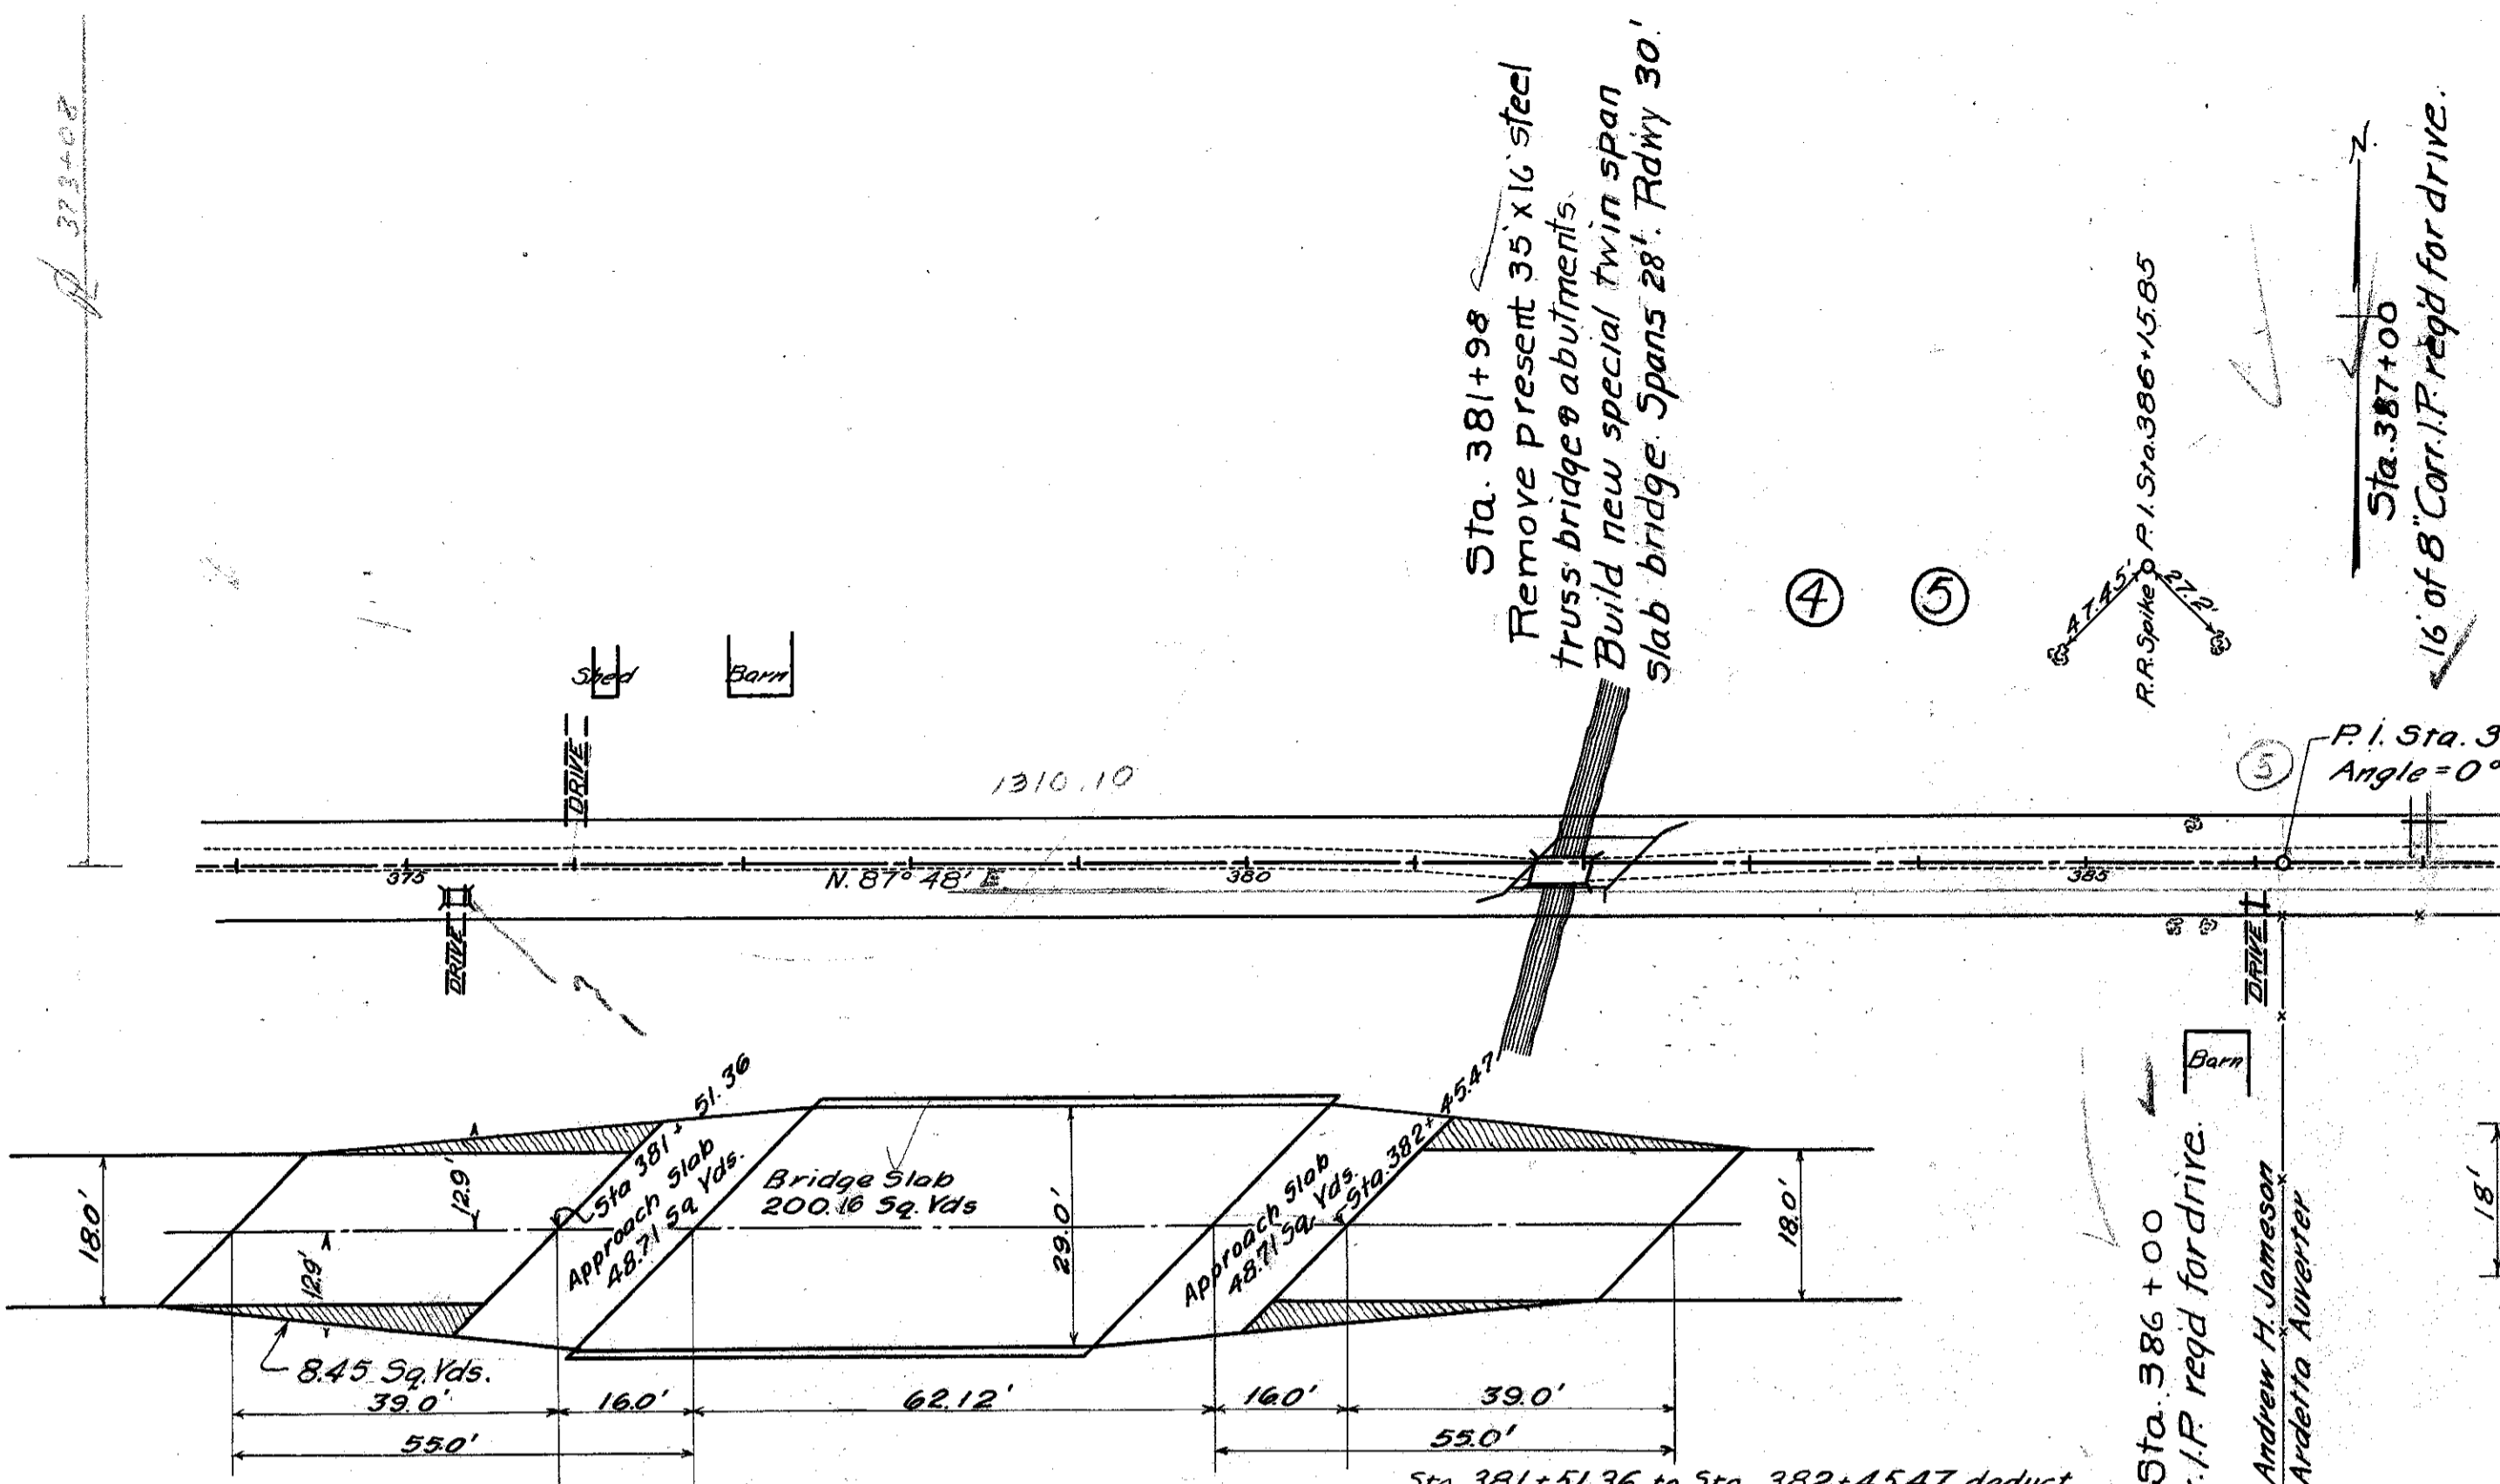 373+08
Sta. 381+98
Remove present 35' x 16' steel
truss bridge & abutments.
Build new special twin span
slab bridge. Spans 28'. Rdwy 30'.
④
⑤
47.45'
27.2'
R.R. Spike
P.I. Sta. 386+15.85
Sta. 387+00
16' of 8" Corr. I.P. req'd for drive.
Shed
Barn
DRIVE
1310.10
5
P.I. Sta. 3
Angle = 0°
375
N. 87° 48' E
380
385
DRIVE
DRIVE
?
Barn
Sta. 386+00
I.P. req'd for drive.
Andrew H. Jameson
Ardetta Auverter
18.0'
12.9'
12.9'
Sta 381+51.36
Approach Slab
48.71 Sq. Yds.
Bridge Slab
200.16 Sq. Yds
29.0'
Approach Slab
48.71 Sq. Yds.
Sta. 382+45.47
18.0'
18'
8.45 Sq. Yds.
39.0'
16.0'
62.12'
16.0'
39.0'
55.0'
55.0'
Sta. 381+51.36 to Sta. 382+45.47 deduct